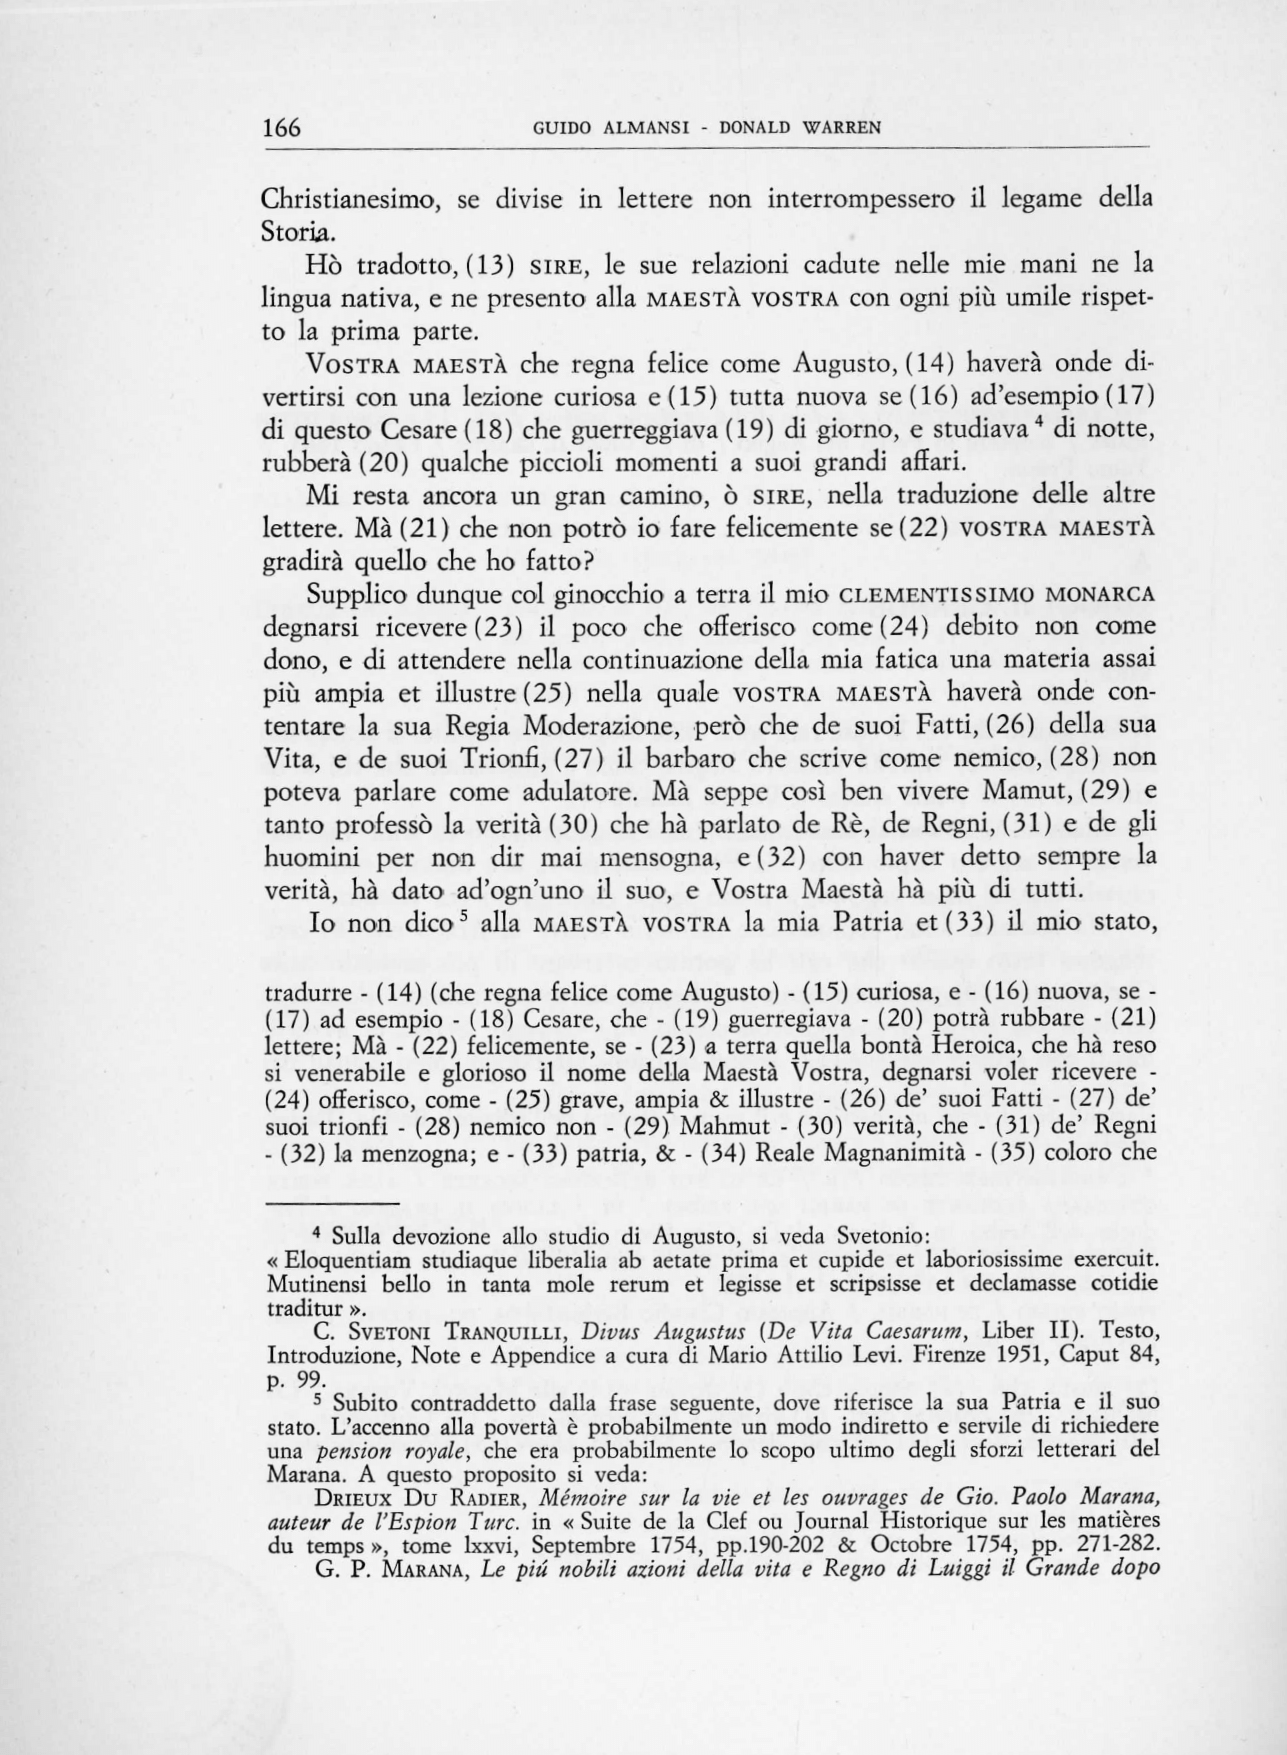 166
GUIDO ALMANSI - DONALD WARREN
Christianesimo, se divise in lettere non interrompessero il legame della
Storia.
Hò tradotto, (13) SIRE, le sue relazioni cadute nelle mie mani ne la
lingua nativa, e ne presento alla MAESTÀ VOSTRA con ogni più umile rispet-
to la prima parte.
VOSTRA MAESTÀ che regna felice come Augusto, (14) haverà onde di-
vertirsi con una lezione curiosa e (15) tutta nuova se (16) ad'esempio (17)
di questo Cesare (18) che guerreggiava (19) di giorno, e studiava ⁴ di notte,
rubberà (20) qualche piccioli momenti a suoi grandi affari.
Mi resta ancora un gran camino, ò SIRE, nella traduzione delle altre
lettere. Mà (21) che non potrò io fare felicemente se (22) VOSTRA MAESTÀ
gradirà quello che ho fatto?
Supplico dunque col ginocchio a terra il mio CLEMENTISSIMO MONARCA
degnarsi ricevere (23) il poco che offerisco come (24) debito non come
dono, e di attendere nella continuazione della mia fatica una materia assai
più ampia et illustre (25) nella quale VOSTRA MAESTÀ haverà onde con-
tentare la sua Regia Moderazione, però che de suoi Fatti, (26) della sua
Vita, e de suoi Trionfi, (27) il barbaro che scrive come nemico, (28) non
poteva parlare come adulatore. Mà seppe così ben vivere Mamut, (29) e
tanto professò la verità (30) che hà parlato de Rè, de Regni, (31) e de gli
huomini per non dir mai mensogna, e (32) con haver detto sempre la
verità, hà dato ad'ogn'uno il suo, e Vostra Maestà hà più di tutti.
Io non dico ⁵ alla MAESTÀ VOSTRA la mia Patria et (33) il mio stato,
tradurre - (14) (che regna felice come Augusto) - (15) curiosa, e - (16) nuova, se -
(17) ad esempio - (18) Cesare, che - (19) guerregiava - (20) potrà rubbare - (21)
lettere; Mà - (22) felicemente, se - (23) a terra quella bontà Heroica, che hà reso
si venerabile e glorioso il nome della Maestà Vostra, degnarsi voler ricevere -
(24) offerisco, come - (25) grave, ampia & illustre - (26) de' suoi Fatti - (27) de'
suoi trionfi - (28) nemico non - (29) Mahmut - (30) verità, che - (31) de' Regni
- (32) la menzogna; e - (33) patria, & - (34) Reale Magnanimità - (35) coloro che
⁴ Sulla devozione allo studio di Augusto, si veda Svetonio:
« Eloquentiam studiaque liberalia ab aetate prima et cupide et laboriosissime exercuit.
Mutinensi bello in tanta mole rerum et legisse et scripsisse et declamasse cotidie
traditur ».
C. SVETONI TRANQUILLI, Divus Augustus (De Vita Caesarum, Liber II). Testo,
Introduzione, Note e Appendice a cura di Mario Attilio Levi. Firenze 1951, Caput 84,
p. 99.
⁵ Subito contraddetto dalla frase seguente, dove riferisce la sua Patria e il suo
stato. L'accenno alla povertà è probabilmente un modo indiretto e servile di richiedere
una pension royale, che era probabilmente lo scopo ultimo degli sforzi letterari del
Marana. A questo proposito si veda:
DRIEUX DU RADIER, Mémoire sur la vie et les ouvrages de Gio. Paolo Marana,
auteur de l'Espion Turc. in « Suite de la Clef ou Journal Historique sur les matières
du temps », tome lxxvi, Septembre 1754, pp.190-202 & Octobre 1754, pp. 271-282.
G. P. MARANA, Le piú nobili azioni della vita e Regno di Luiggi il Grande dopo